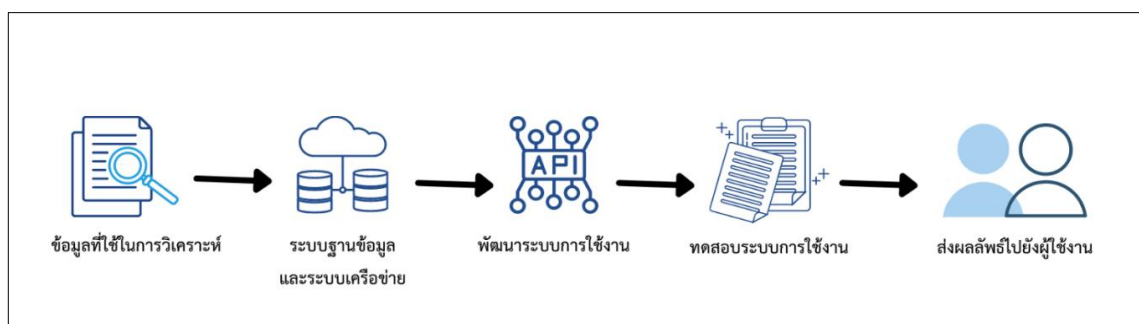 API
ข้อมูลที่ใช้ในการวิเคราะห์
ระบบฐานข้อมูล
และระบบเครือข่าย
พัฒนาระบบการใช้งาน
ทดสอบระบบการใช้งาน
ส่งผลลัพธ์ไปยังผู้ใช้งาน